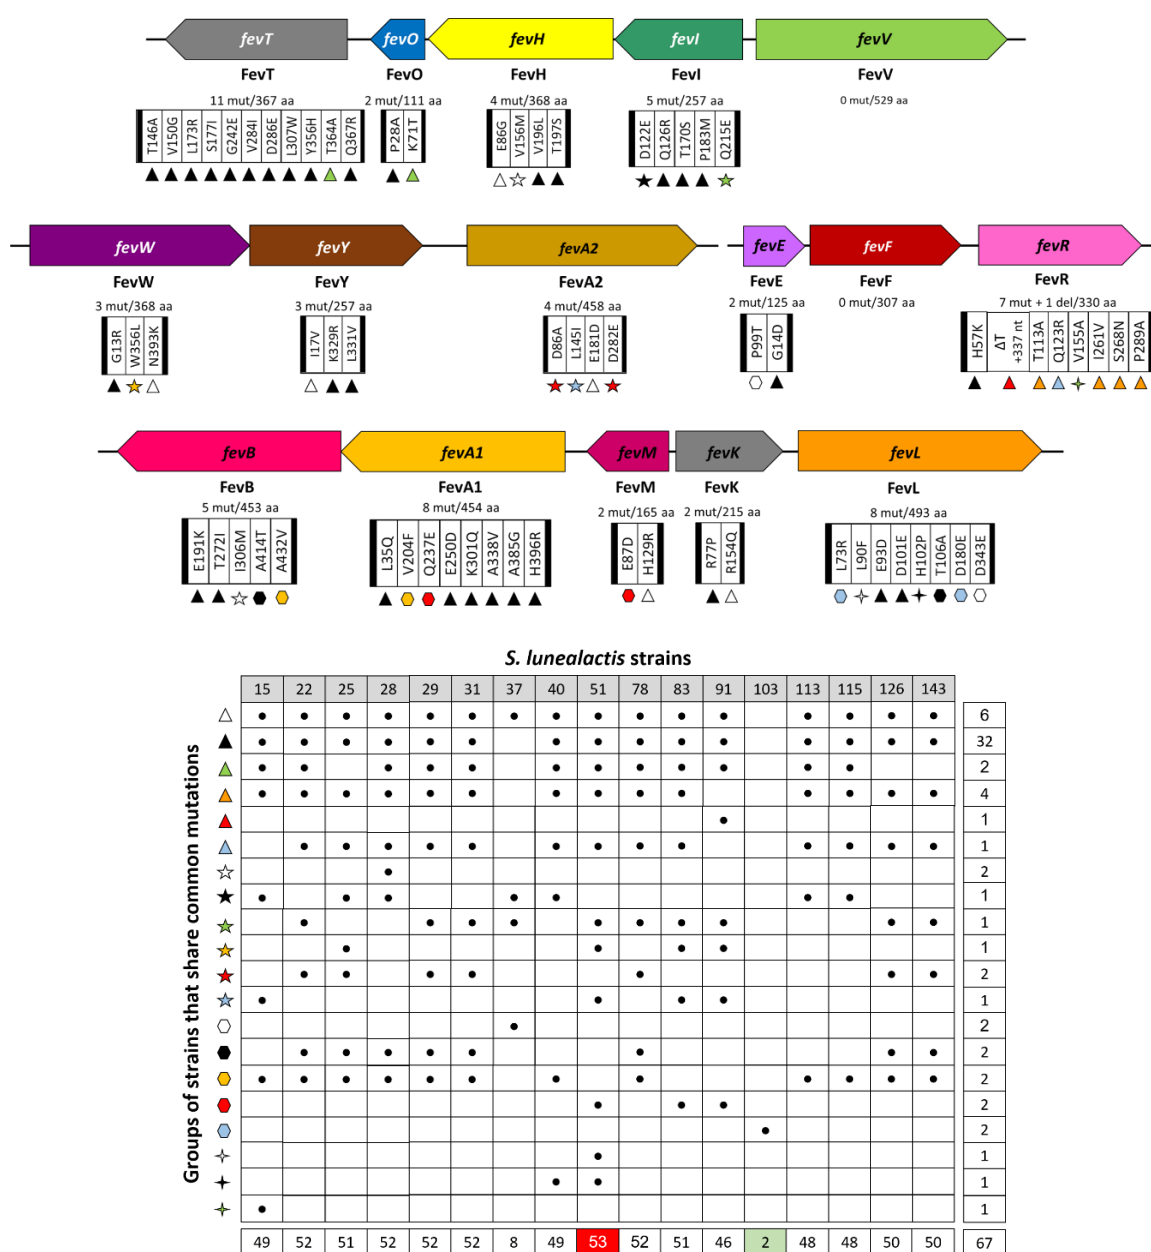 fevT fevO fevH fevI fevV
FevT FevO FevH FevI FevV
11 mut/367 aa 2 mut/111 aa 4 mut/368 aa 5 mut/257 aa 0 mut/529 aa
T146A V150G L173R S177I G242E V284I D286E L307W Y356H T364A Q367R P28A K71T E86G V156M V196L T197S D122E Q126R T170S P183M Q215E
fevW fevY fevA2 fevE fevF fevR
FevW FevY FevA2 FevE FevF FevR
3 mut/368 aa 3 mut/257 aa 4 mut/458 aa 2 mut/125 aa 0 mut/307 aa 7 mut + 1 del/330 aa
G13R W356L N393K I17V K329R L331V D86A L145I E181D D282E P99T G14D H57K ΔT +337 nt T113A Q123R V155A I261V S268N P289A
fevB fevA1 fevM fevK fevL
FevB FevA1 FevM FevK FevL
5 mut/453 aa 8 mut/454 aa 2 mut/165 aa 2 mut/215 aa 8 mut/493 aa
E191K T272I I306M A414T A432V L35Q V204F Q237E E250D K301Q A338V A385G H396R E87D H129R R77P R154Q L73R L90F E93D D101E H102P T106A D180E D343E
S. lunealactis strains
15 22 25 28 29 31 37 40 51 78 83 91 103 113 115 126 143
Groups of strains that share common mutations
6
32
2
4
1
1
2
1
1
1
2
1
2
2
2
2
2
1
1
1
49 52 51 52 52 52 8 49 53 52 51 46 2 48 48 50 50 67